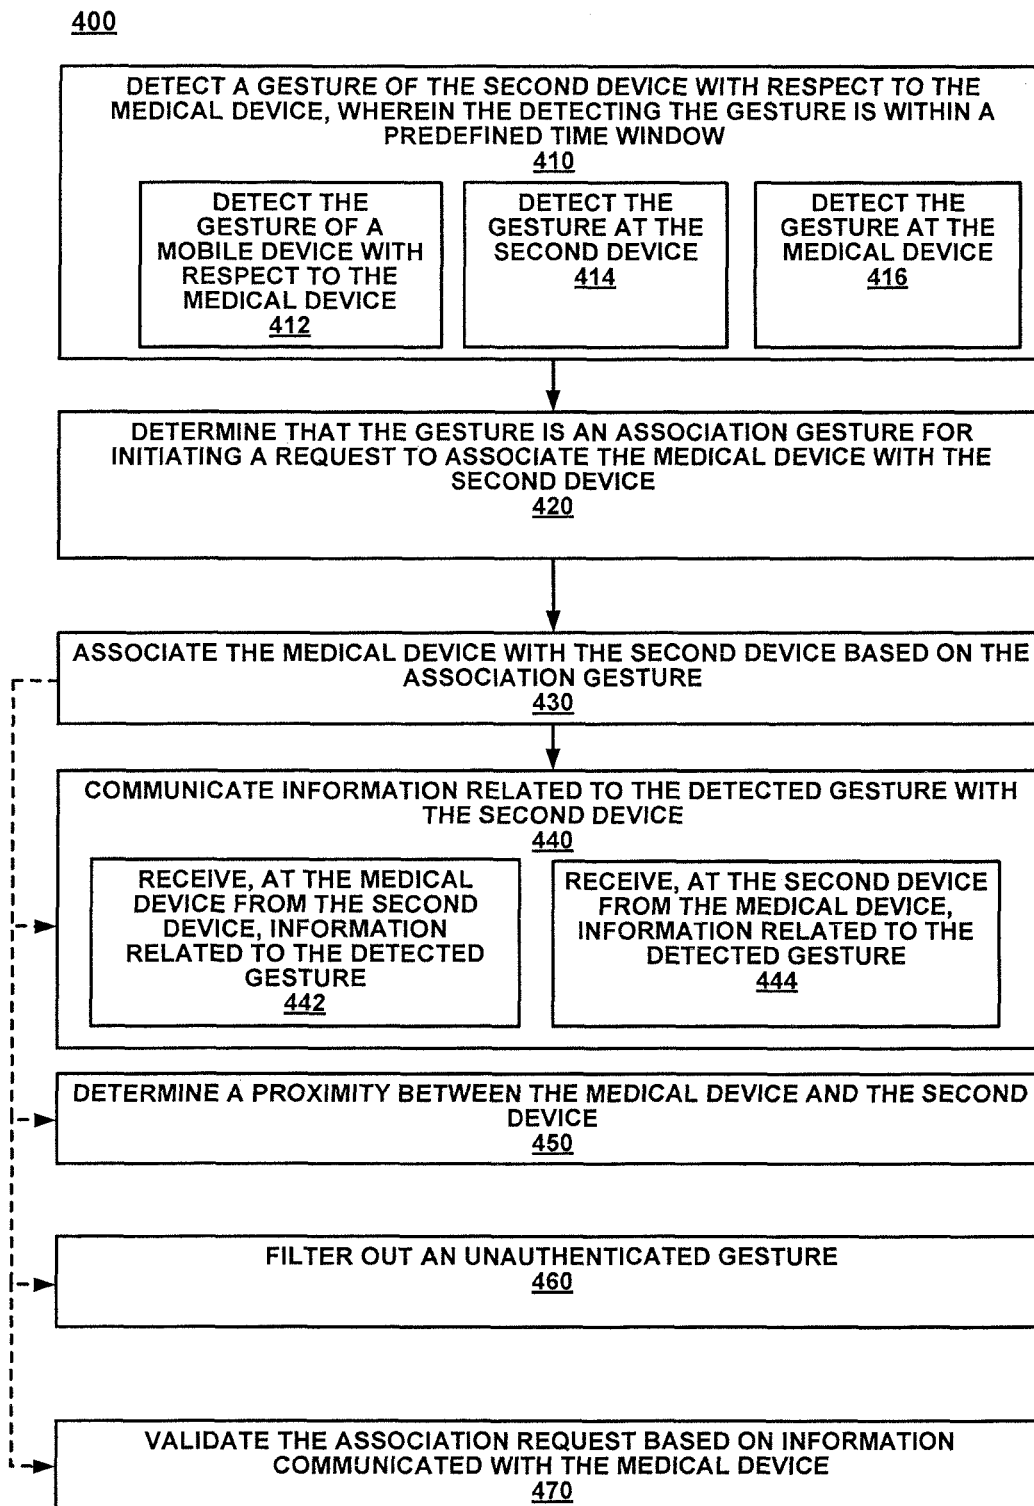 400
DETECT A GESTURE OF THE SECOND DEVICE WITH RESPECT TO THE
MEDICAL DEVICE, WHEREIN THE DETECTING THE GESTURE IS WITHIN A
PREDEFINED TIME WINDOW
410
DETECT THE
GESTURE OF A
MOBILE DEVICE WITH
RESPECT TO THE
MEDICAL DEVICE
412
DETECT THE
GESTURE AT THE
SECOND DEVICE
414
DETECT THE
GESTURE AT THE
MEDICAL DEVICE
416
DETERMINE THAT THE GESTURE IS AN ASSOCIATION GESTURE FOR
INITIATING A REQUEST TO ASSOCIATE THE MEDICAL DEVICE WITH THE
SECOND DEVICE
420
ASSOCIATE THE MEDICAL DEVICE WITH THE SECOND DEVICE BASED ON THE
ASSOCIATION GESTURE
430
COMMUNICATE INFORMATION RELATED TO THE DETECTED GESTURE WITH
THE SECOND DEVICE
440
RECEIVE, AT THE MEDICAL
DEVICE FROM THE SECOND
DEVICE, INFORMATION
RELATED TO THE DETECTED
GESTURE
442
RECEIVE, AT THE SECOND DEVICE
FROM THE MEDICAL DEVICE,
INFORMATION RELATED TO THE
DETECTED GESTURE
444
DETERMINE A PROXIMITY BETWEEN THE MEDICAL DEVICE AND THE SECOND
DEVICE
450
FILTER OUT AN UNAUTHENTICATED GESTURE
460
VALIDATE THE ASSOCIATION REQUEST BASED ON INFORMATION
COMMUNICATED WITH THE MEDICAL DEVICE
470